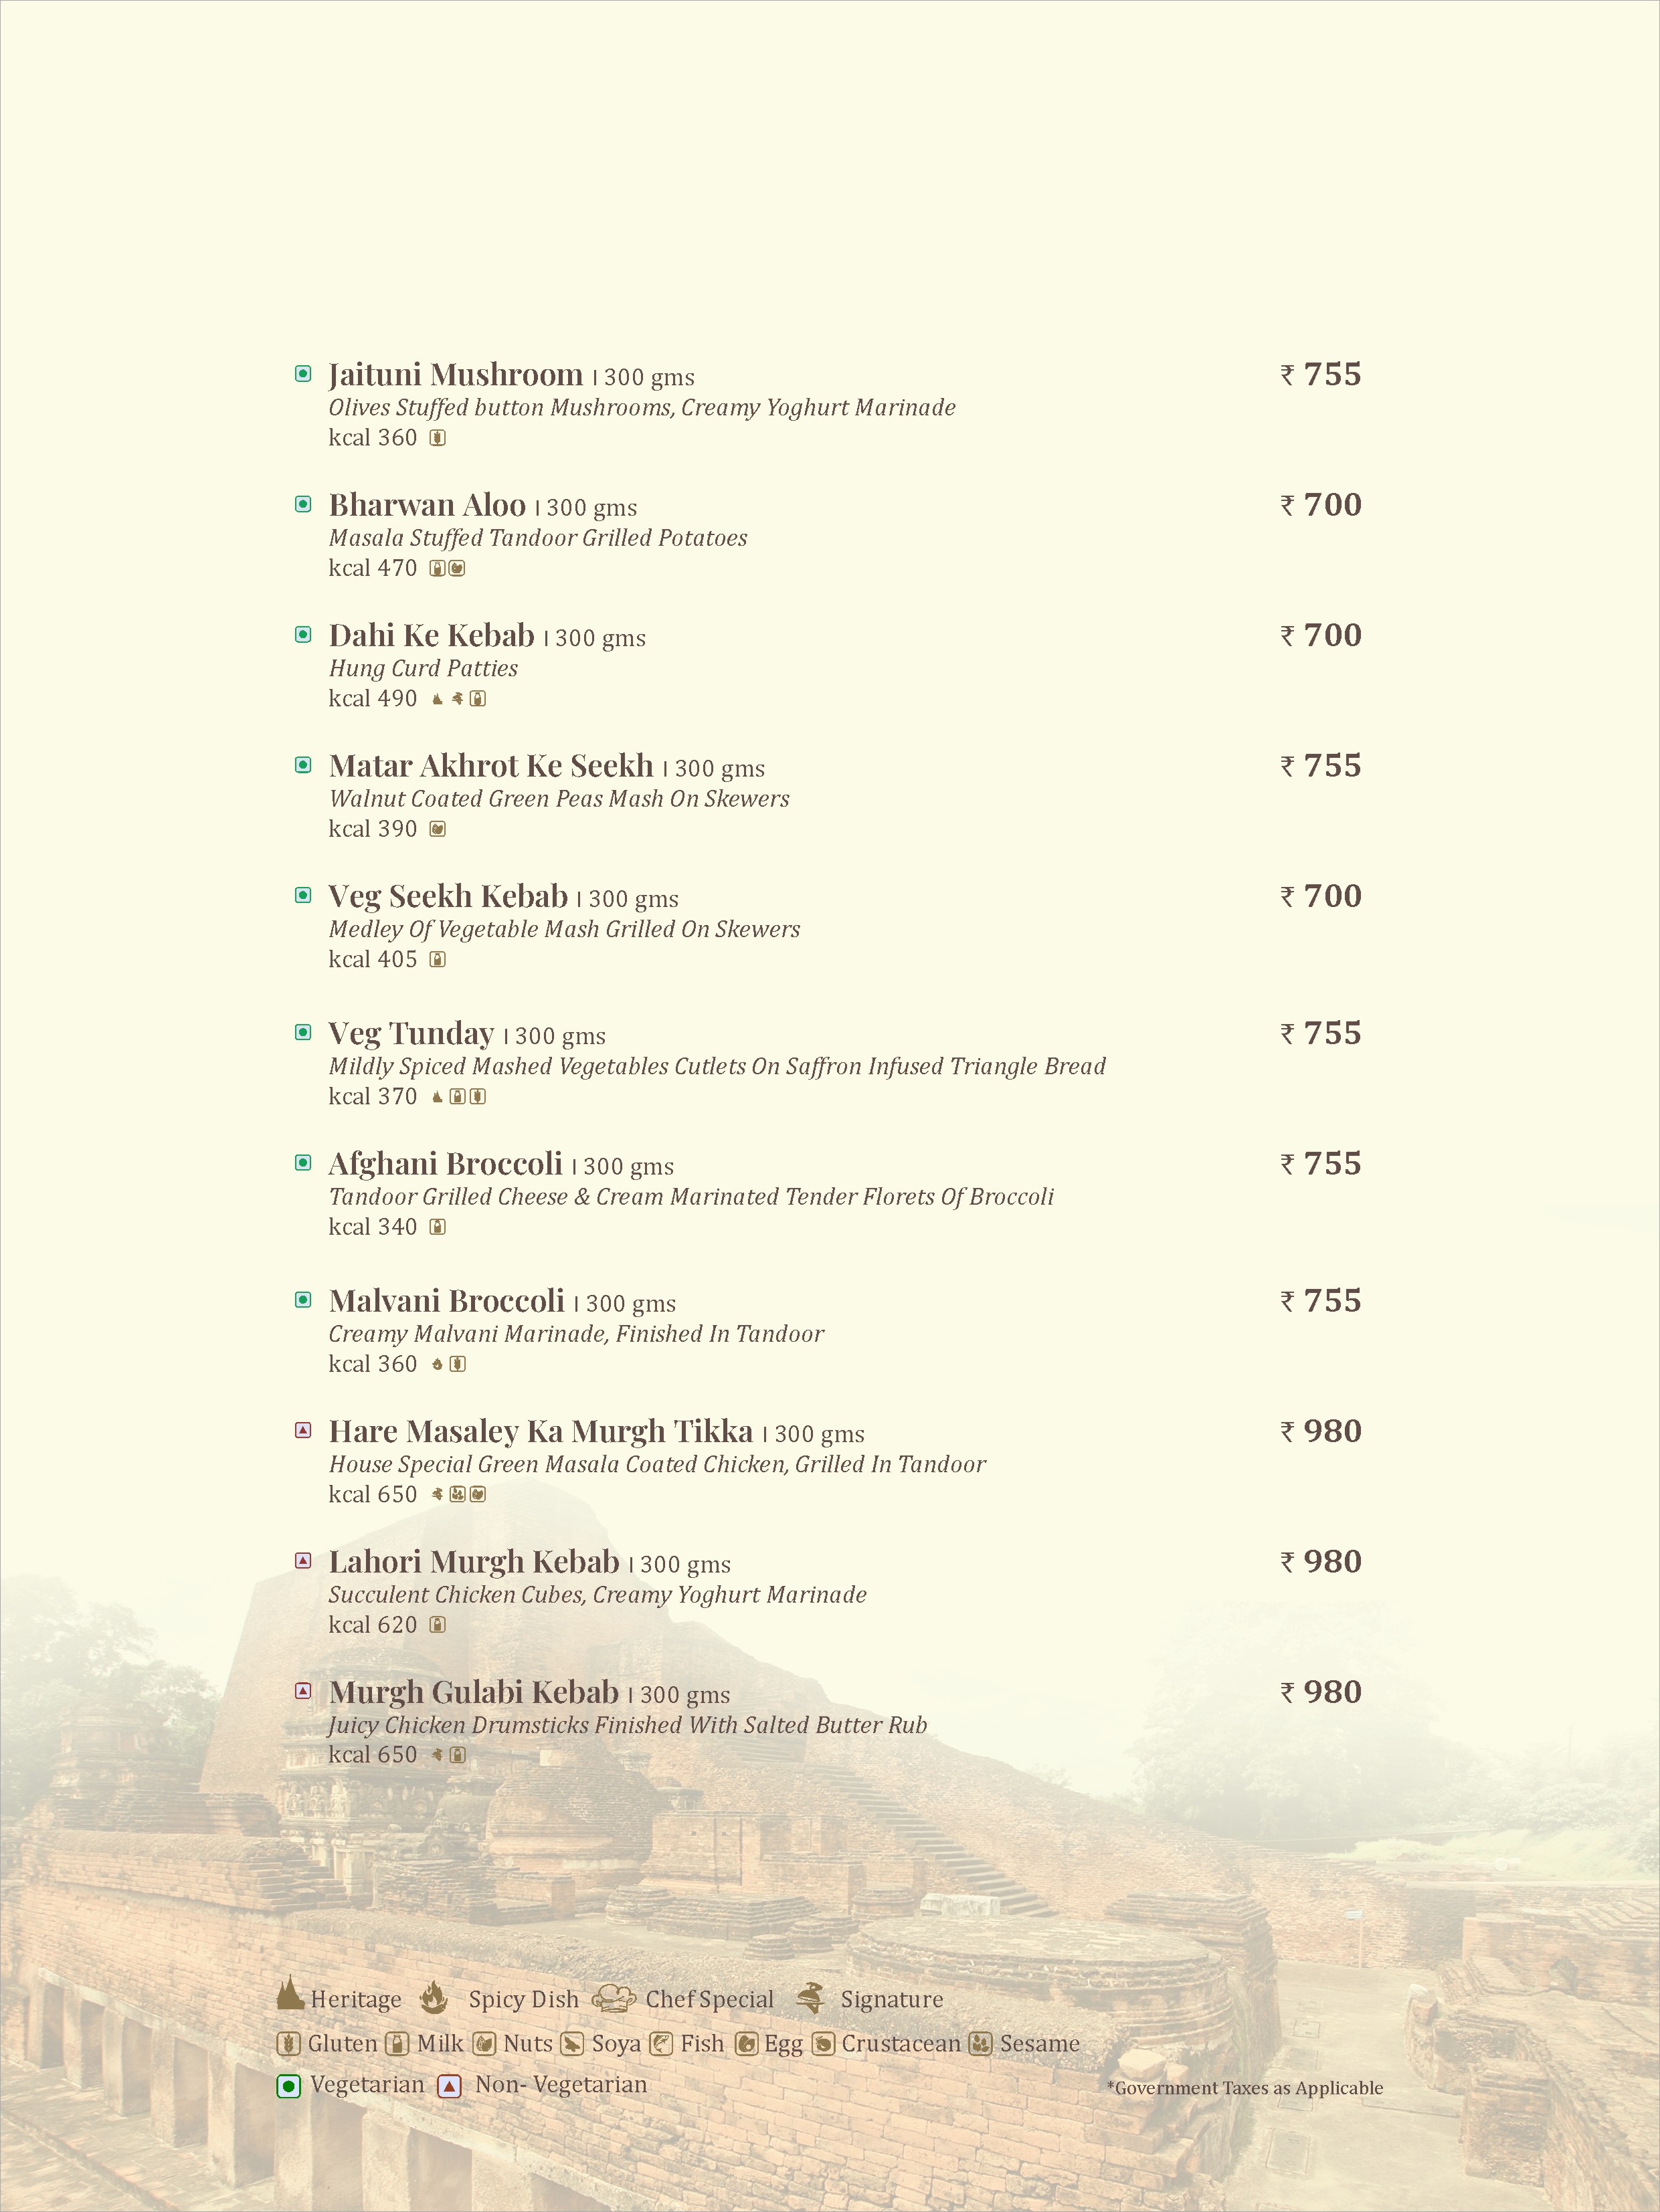 Jaituni Mushroom | 300 gms ₹ 755
Olives Stuffed button Mushrooms, Creamy Yoghurt Marinade
kcal 360
Bharwan Aloo | 300 gms ₹ 700
Masala Stuffed Tandoor Grilled Potatoes
kcal 470
Dahi Ke Kebab | 300 gms ₹ 700
Hung Curd Patties
kcal 490
Matar Akhrot Ke Seekh | 300 gms ₹ 755
Walnut Coated Green Peas Mash On Skewers
kcal 390
Veg Seekh Kebab | 300 gms ₹ 700
Medley Of Vegetable Mash Grilled On Skewers
kcal 405
Veg Tunday | 300 gms ₹ 755
Mildly Spiced Mashed Vegetables Cutlets On Saffron Infused Triangle Bread
kcal 370
Afghani Broccoli | 300 gms ₹ 755
Tandoor Grilled Cheese & Cream Marinated Tender Florets Of Broccoli
kcal 340
Malvani Broccoli | 300 gms ₹ 755
Creamy Malvani Marinade, Finished In Tandoor
kcal 360
Hare Masaley Ka Murgh Tikka | 300 gms ₹ 980
House Special Green Masala Coated Chicken, Grilled In Tandoor
kcal 650
Lahori Murgh Kebab | 300 gms ₹ 980
Succulent Chicken Cubes, Creamy Yoghurt Marinade
kcal 620
Murgh Gulabi Kebab | 300 gms ₹ 980
Juicy Chicken Drumsticks Finished With Salted Butter Rub
kcal 650
Heritage Spicy Dish Chef Special Signature
Gluten Milk Nuts Soya Fish Egg Crustacean Sesame
Vegetarian Non- Vegetarian *Government Taxes as Applicable